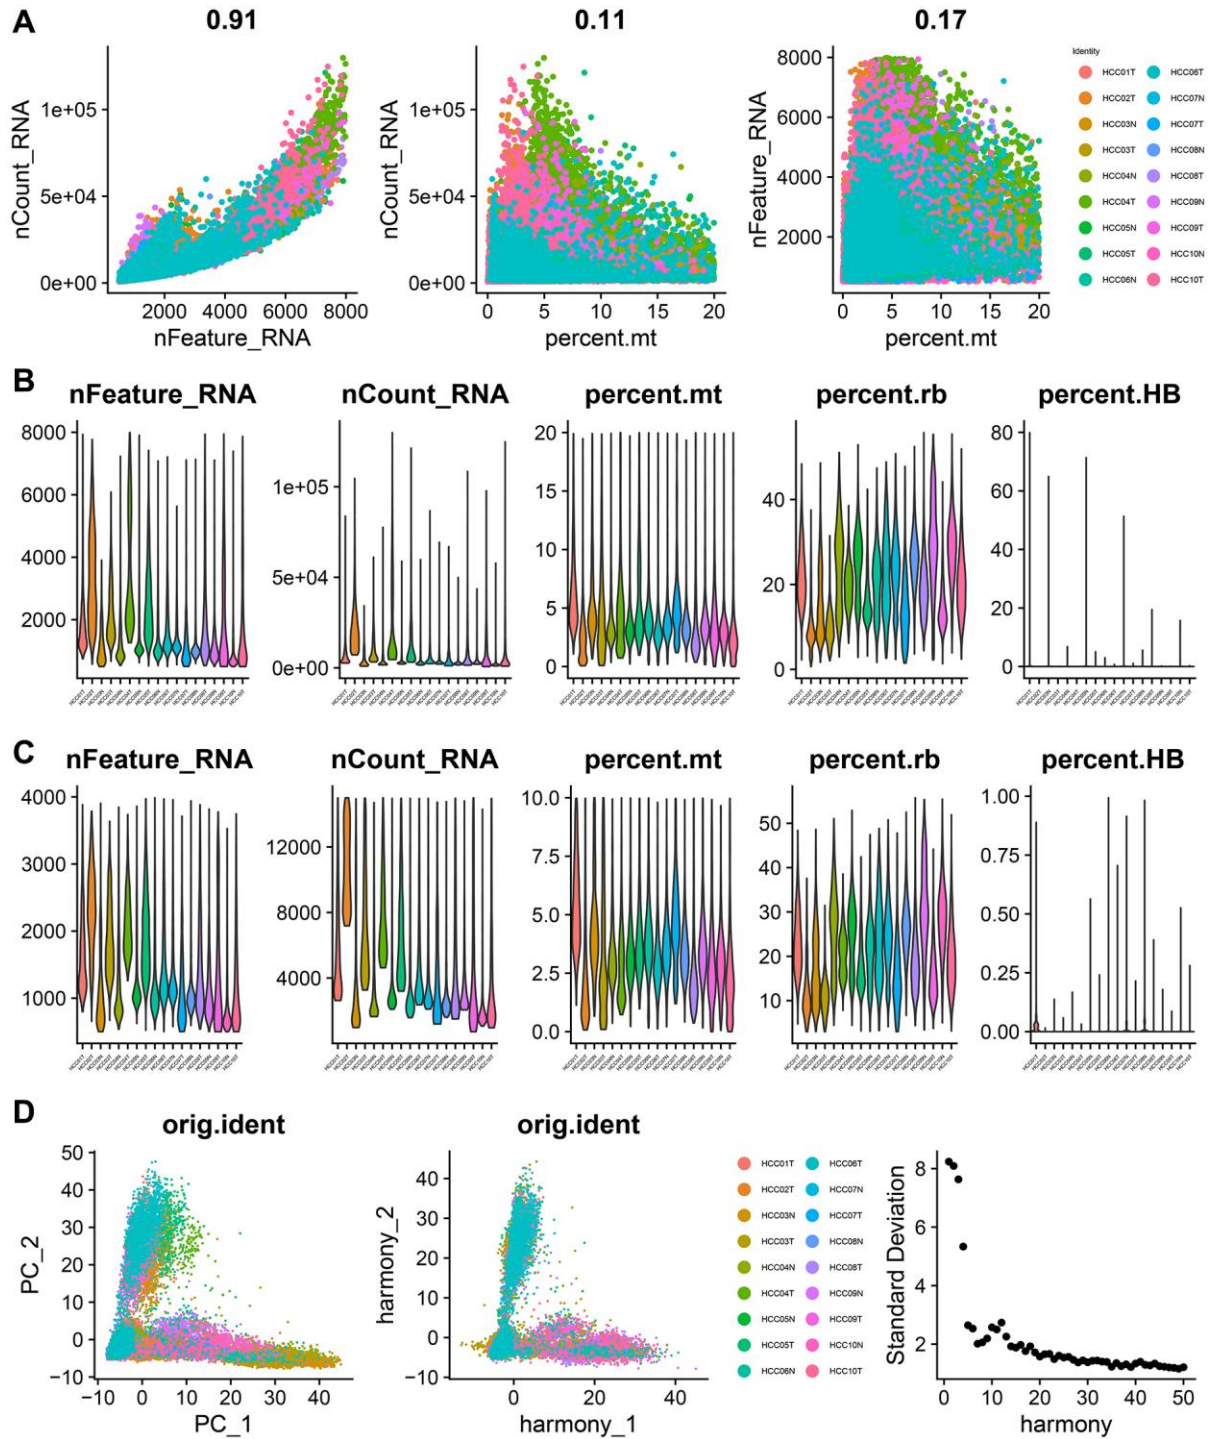 A
0.91
0.11
0.17
nCount_RNA
1e+05
5e+04
0e+00
2000 4000 6000 8000
nFeature_RNA
nCount_RNA
1e+05
5e+04
0e+00
0 5 10 15 20
percent.mt
nFeature_RNA
8000
6000
4000
2000
0 5 10 15 20
percent.mt
Identity
HCC01T HCC06T
HCC02T HCC07N
HCC03N HCC07T
HCC03T HCC08N
HCC04N HCC08T
HCC04T HCC09N
HCC05N HCC09T
HCC05T HCC10N
HCC06N HCC10T
B
nFeature_RNA
8000
6000
4000
2000
nCount_RNA
1e+05
5e+04
0e+00
percent.mt
20
15
10
5
0
percent.rb
40
20
0
percent.HB
80
60
40
20
0
C
nFeature_RNA
4000
3000
2000
1000
nCount_RNA
12000
8000
4000
percent.mt
10.0
7.5
5.0
2.5
0.0
percent.rb
50
40
30
20
10
percent.HB
1.00
0.75
0.50
0.25
0.00
D
orig.ident
PC_2
50
40
30
20
10
0
−10
−10 0 10 20 30 40
PC_1
orig.ident
harmony_2
40
30
20
10
0
−10
0 20 40
harmony_1
HCC01T HCC06T
HCC02T HCC07N
HCC03N HCC07T
HCC03T HCC08N
HCC04N HCC08T
HCC04T HCC09N
HCC05N HCC09T
HCC05T HCC10N
HCC06N HCC10T
Standard Deviation
8
6
4
2
0 10 20 30 40 50
harmony